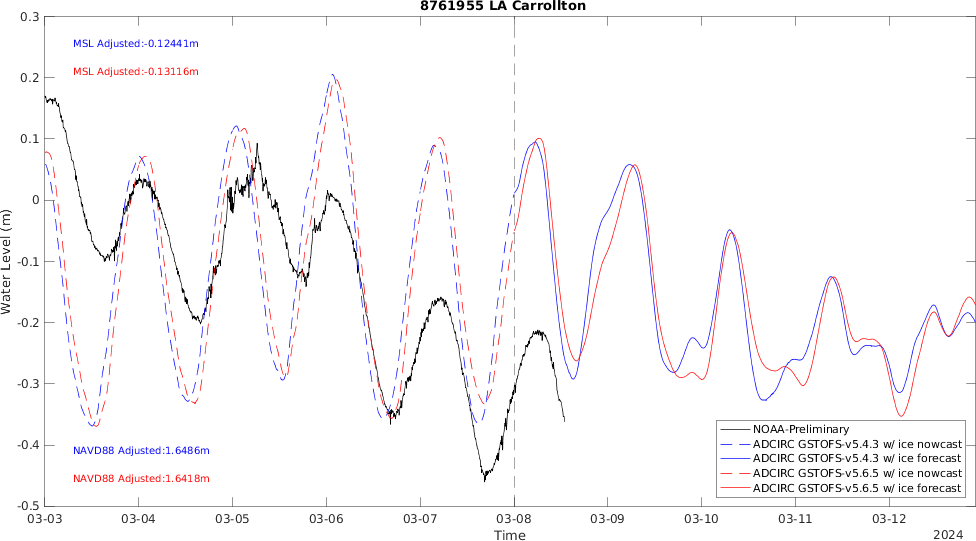 8761955 LA Carrollton
0.3
MSL Adjusted:-0.12441m
MSL Adjusted:-0.13116m
0.2
0.1
0
-0.1
-0.2
-0.3
-0.4
-0.5
Water Level (m)
NAVD88 Adjusted:1.6486m
NAVD88 Adjusted:1.6418m
NOAA-Preliminary
ADCIRC GSTOFS-v5.4.3 w/ ice nowcast
ADCIRC GSTOFS-v5.4.3 w/ ice forecast
ADCIRC GSTOFS-v5.6.5 w/ ice nowcast
ADCIRC GSTOFS-v5.6.5 w/ ice forecast
03-03 03-04 03-05 03-06 03-07 03-08 03-09 03-10 03-11 03-12
Time
2024